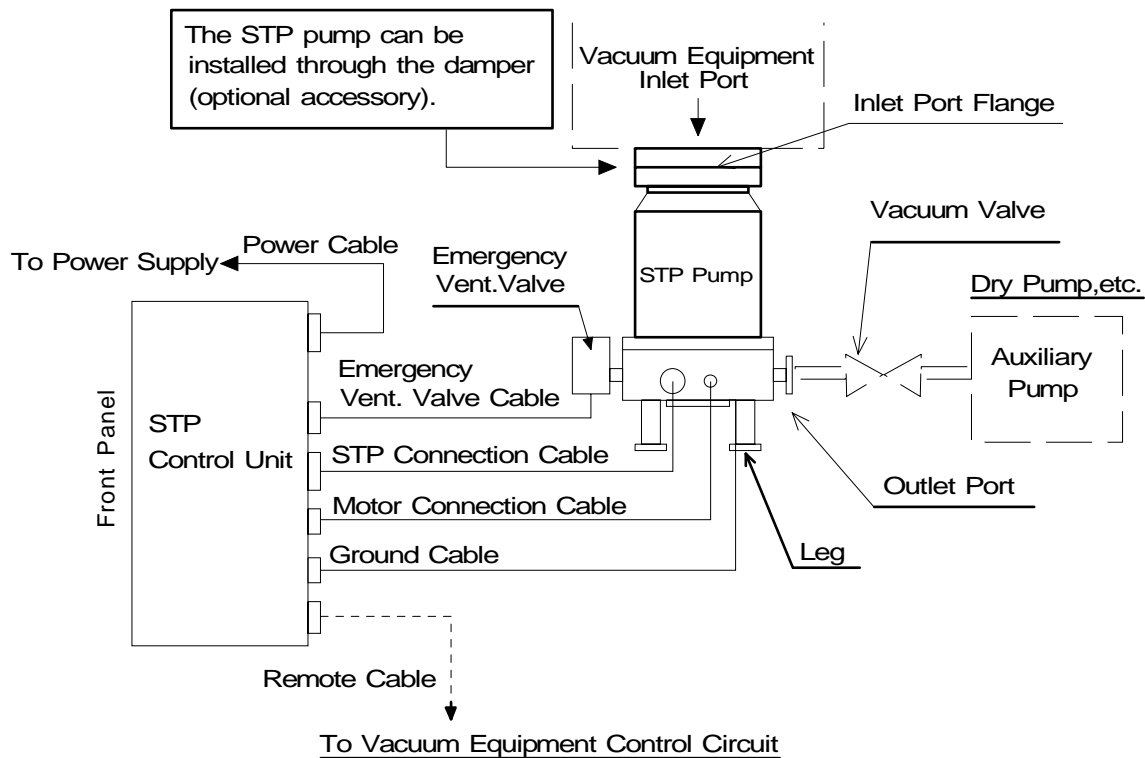 The STP pump can be
installed through the damper
(optional accessory).
Vacuum Equipment
Inlet Port
Inlet Port Flange
Vacuum Valve
Power Cable
To Power Supply
Emergency
Vent.Valve
STP Pump
Dry Pump,etc.
Auxiliary
Pump
Emergency
Vent. Valve Cable
Front Panel
STP
Control Unit
STP Connection Cable
Outlet Port
Motor Connection Cable
Leg
Ground Cable
Remote Cable
To Vacuum Equipment Control Circuit